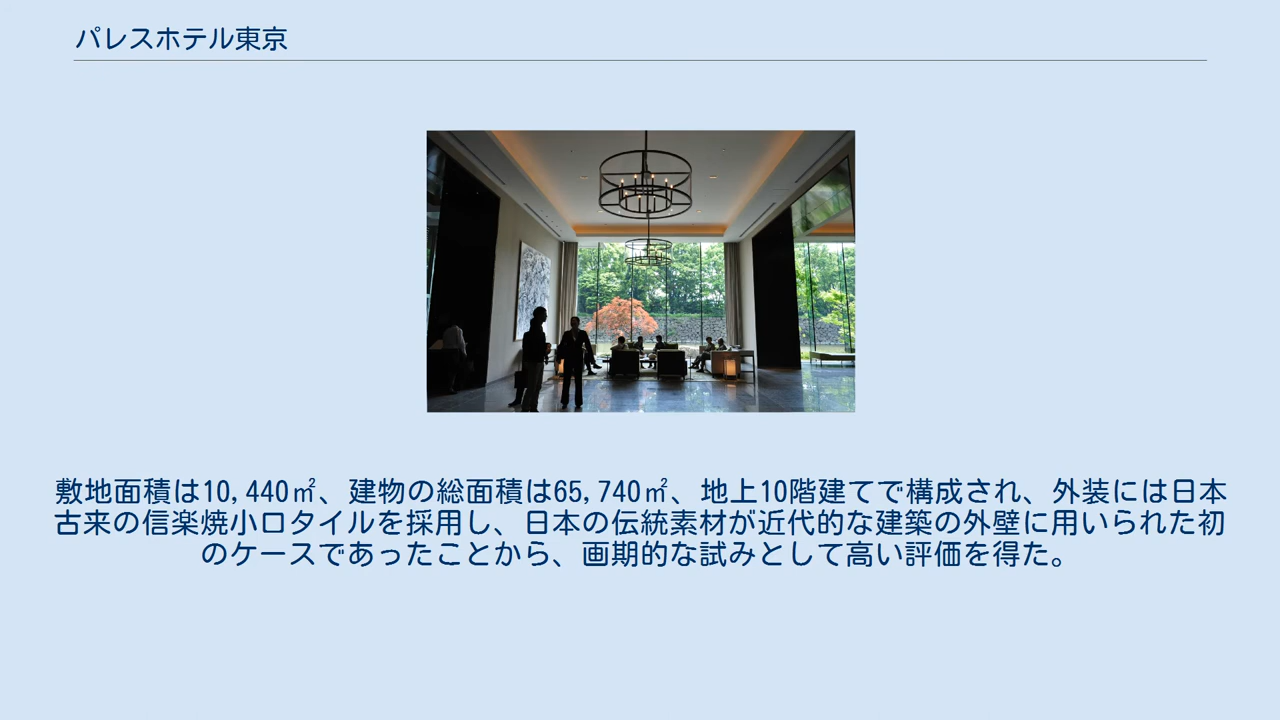 パレスホテル東京
敷地面積は10,440㎡、建物の総面積は65,740㎡、地上10階建てで構成され、外装には日本
古来の信楽焼小口タイルを採用し、日本の伝統素材が近代的な建築の外壁に用いられた初
のケースであったことから、画期的な試みとして高い評価を得た。